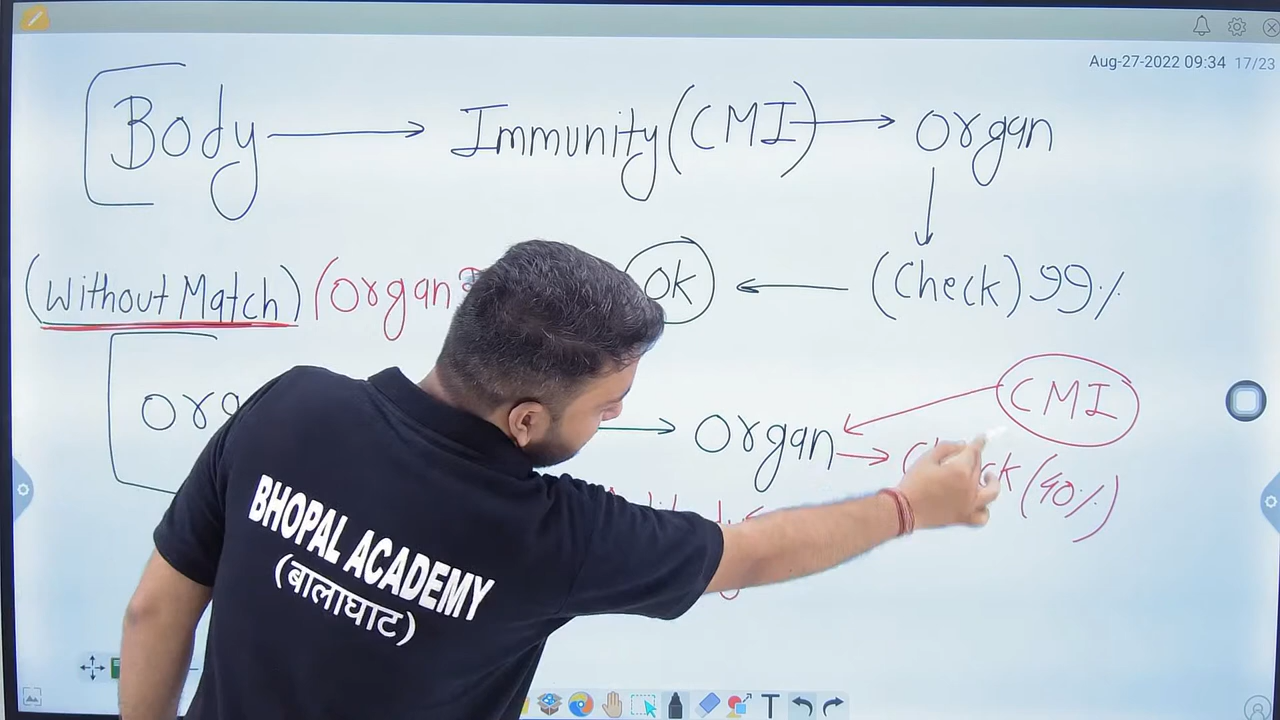 Aug-27-2022 09:34 17/23
Body → Immunity (CMI) → Organ
(Without Match) (Organ OK ← (Check) 99%
CMI
Organ → Check (40%)
BHOPAL ACADEMY
(बालाघाट)
T